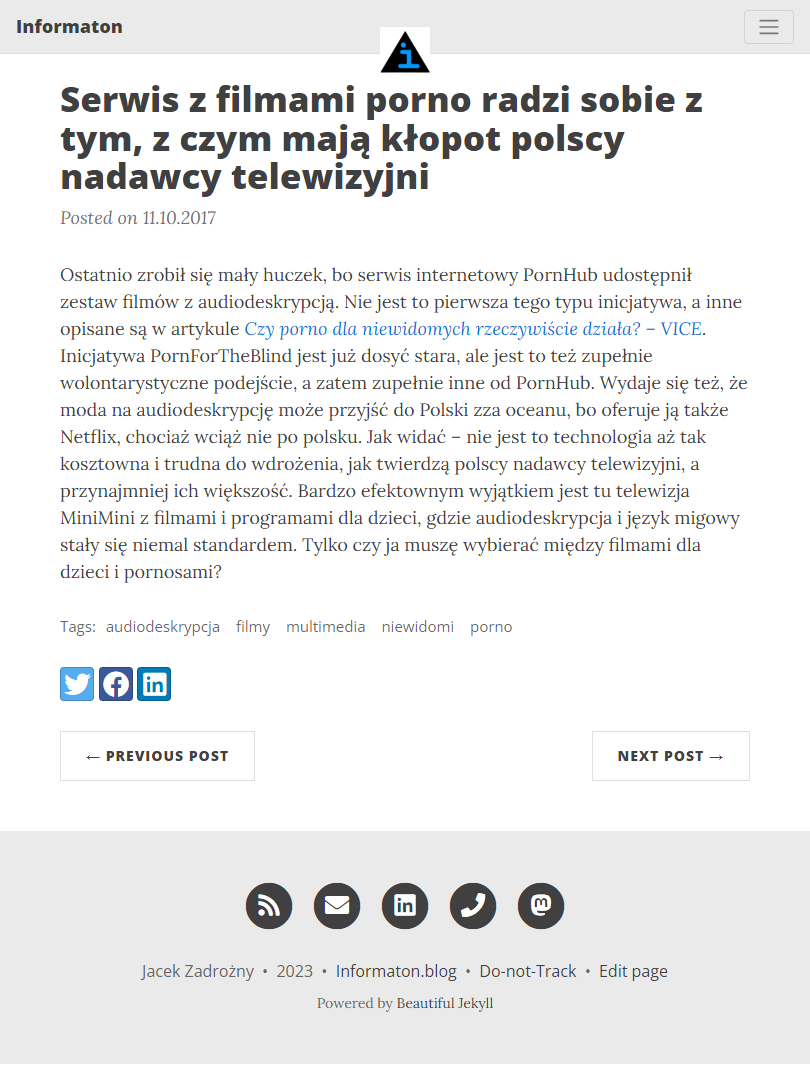 Informaton
i
Serwis z filmami porno radzi sobie z
tym, z czym mają kłopot polscy
nadawcy telewizyjni
Posted on 11.10.2017
Ostatnio zrobił się mały huczek, bo serwis internetowy PornHub udostępnił
zestaw filmów z audiodeskrypcją. Nie jest to pierwsza tego typu inicjatywa, a inne
opisane są w artykule Czy porno dla niewidomych rzeczywiście działa? – VICE.
Inicjatywa PornForTheBlind jest już dosyć stara, ale jest to też zupełnie
wolontarystyczne podejście, a zatem zupełnie inne od PornHub. Wydaje się też, że
moda na audiodeskrypcję może przyjść do Polski zza oceanu, bo oferuje ją także
Netflix, chociaż wciąż nie po polsku. Jak widać – nie jest to technologia aż tak
kosztowna i trudna do wdrożenia, jak twierdzą polscy nadawcy telewizyjni, a
przynajmniej ich większość. Bardzo efektownym wyjątkiem jest tu telewizja
MiniMini z filmami i programami dla dzieci, gdzie audiodeskrypcja i język migowy
stały się niemal standardem. Tylko czy ja muszę wybierać między filmami dla
dzieci i pornosami?
Tags: audiodeskrypcja filmy multimedia niewidomi porno
← PREVIOUS POST
NEXT POST →
Jacek Zadrożny • 2023 • Informaton.blog • Do-not-Track • Edit page
Powered by Beautiful Jekyll